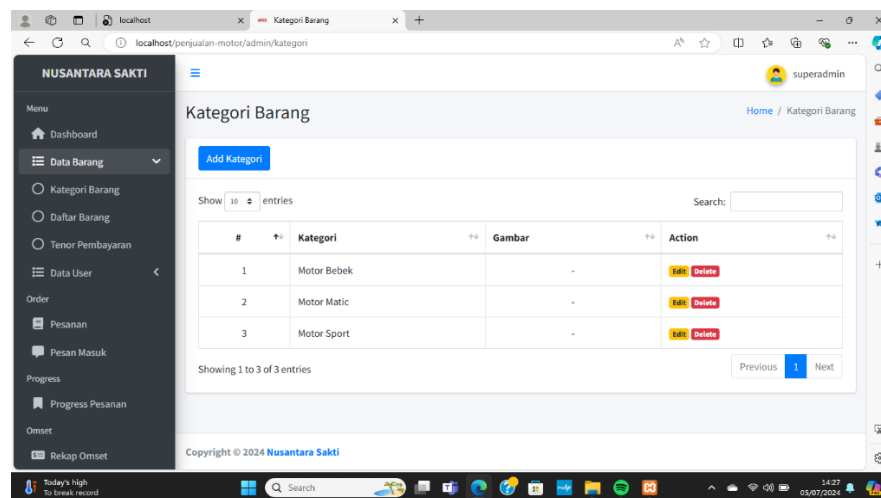 localhost
Kategori Barang
localhost/penjualan-motor/admin/kategori
NUSANTARA SAKTI
superadmin
Menu
Dashboard
Data Barang
Kategori Barang
Daftar Barang
Tenor Pembayaran
Data User
Order
Pesanan
Pesan Masuk
Progress
Progress Pesanan
Omset
Rekap Omset
Kategori Barang
Home / Kategori Barang
Add Kategori
Show 10 entries
Search:
# Kategori Gambar Action
1 Motor Bebek - Edit Delete
2 Motor Matic - Edit Delete
3 Motor Sport - Edit Delete
Showing 1 to 3 of 3 entries
Previous 1 Next
Copyright © 2024 Nusantara Sakti
Today's high
To break record
Search
14:27
05/07/2024